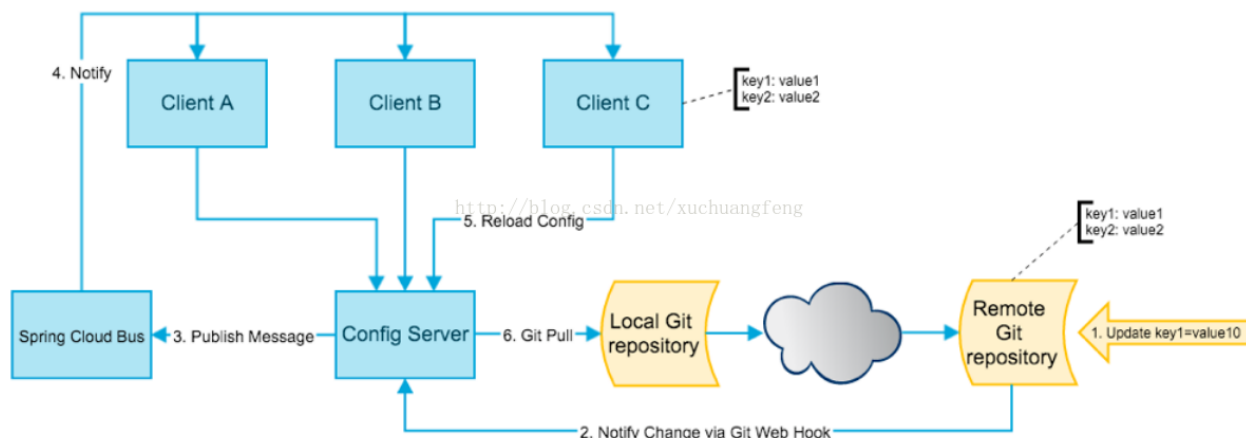 4. Notify
Client A
Client B
Client C
key1: value1
key2: value2
http://blog.csdn.net/xuchuangfeng
5. Reload Config
key1: value1
key2: value2
Spring Cloud Bus
3. Publish Message
Config Server
6. Git Pull
Local Git
repository
Remote
Git
repository
1. Update key1=value10
2. Notify Change via Git Web Hook